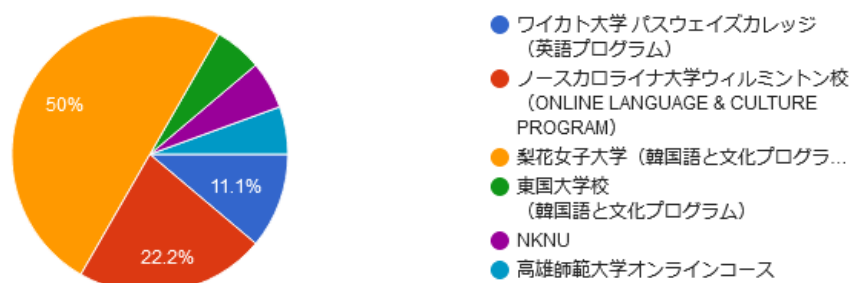 50%
11.1%
22.2%
ワイカト大学 パスウェイズカレッジ
（英語プログラム）
ノースカロライナ大学ウィルミントン校
（ONLINE LANGUAGE & CULTURE
PROGRAM）
梨花女子大学（韓国語と文化プログラ...
東国大学校
（韓国語と文化プログラム）
NKNU
高雄師範大学オンラインコース